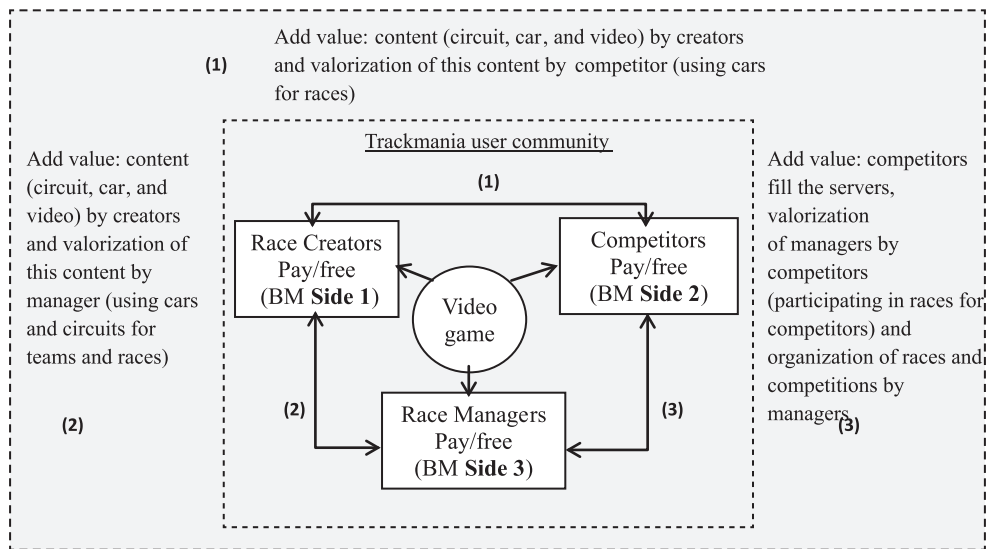 Add value: content (circuit, car, and video) by creators
(1)
and valorization of this content by competitor (using cars
for races)
Trackmania user community
Add value: content
(circuit, car, and
video) by creators
and valorization of
this content by
manager (using cars
and circuits for
teams and races)
(2)
(1)
Race Creators
Pay/free
(BM Side 1)
Competitors
Pay/free
(BM Side 2)
Video
game
(2)
Race Managers
Pay/free
(BM Side 3)
(3)
Add value: competitors
fill the servers,
valorization
of managers by
competitors
(participating in races for
competitors) and
organization of races and
competitions by
managers
(3)